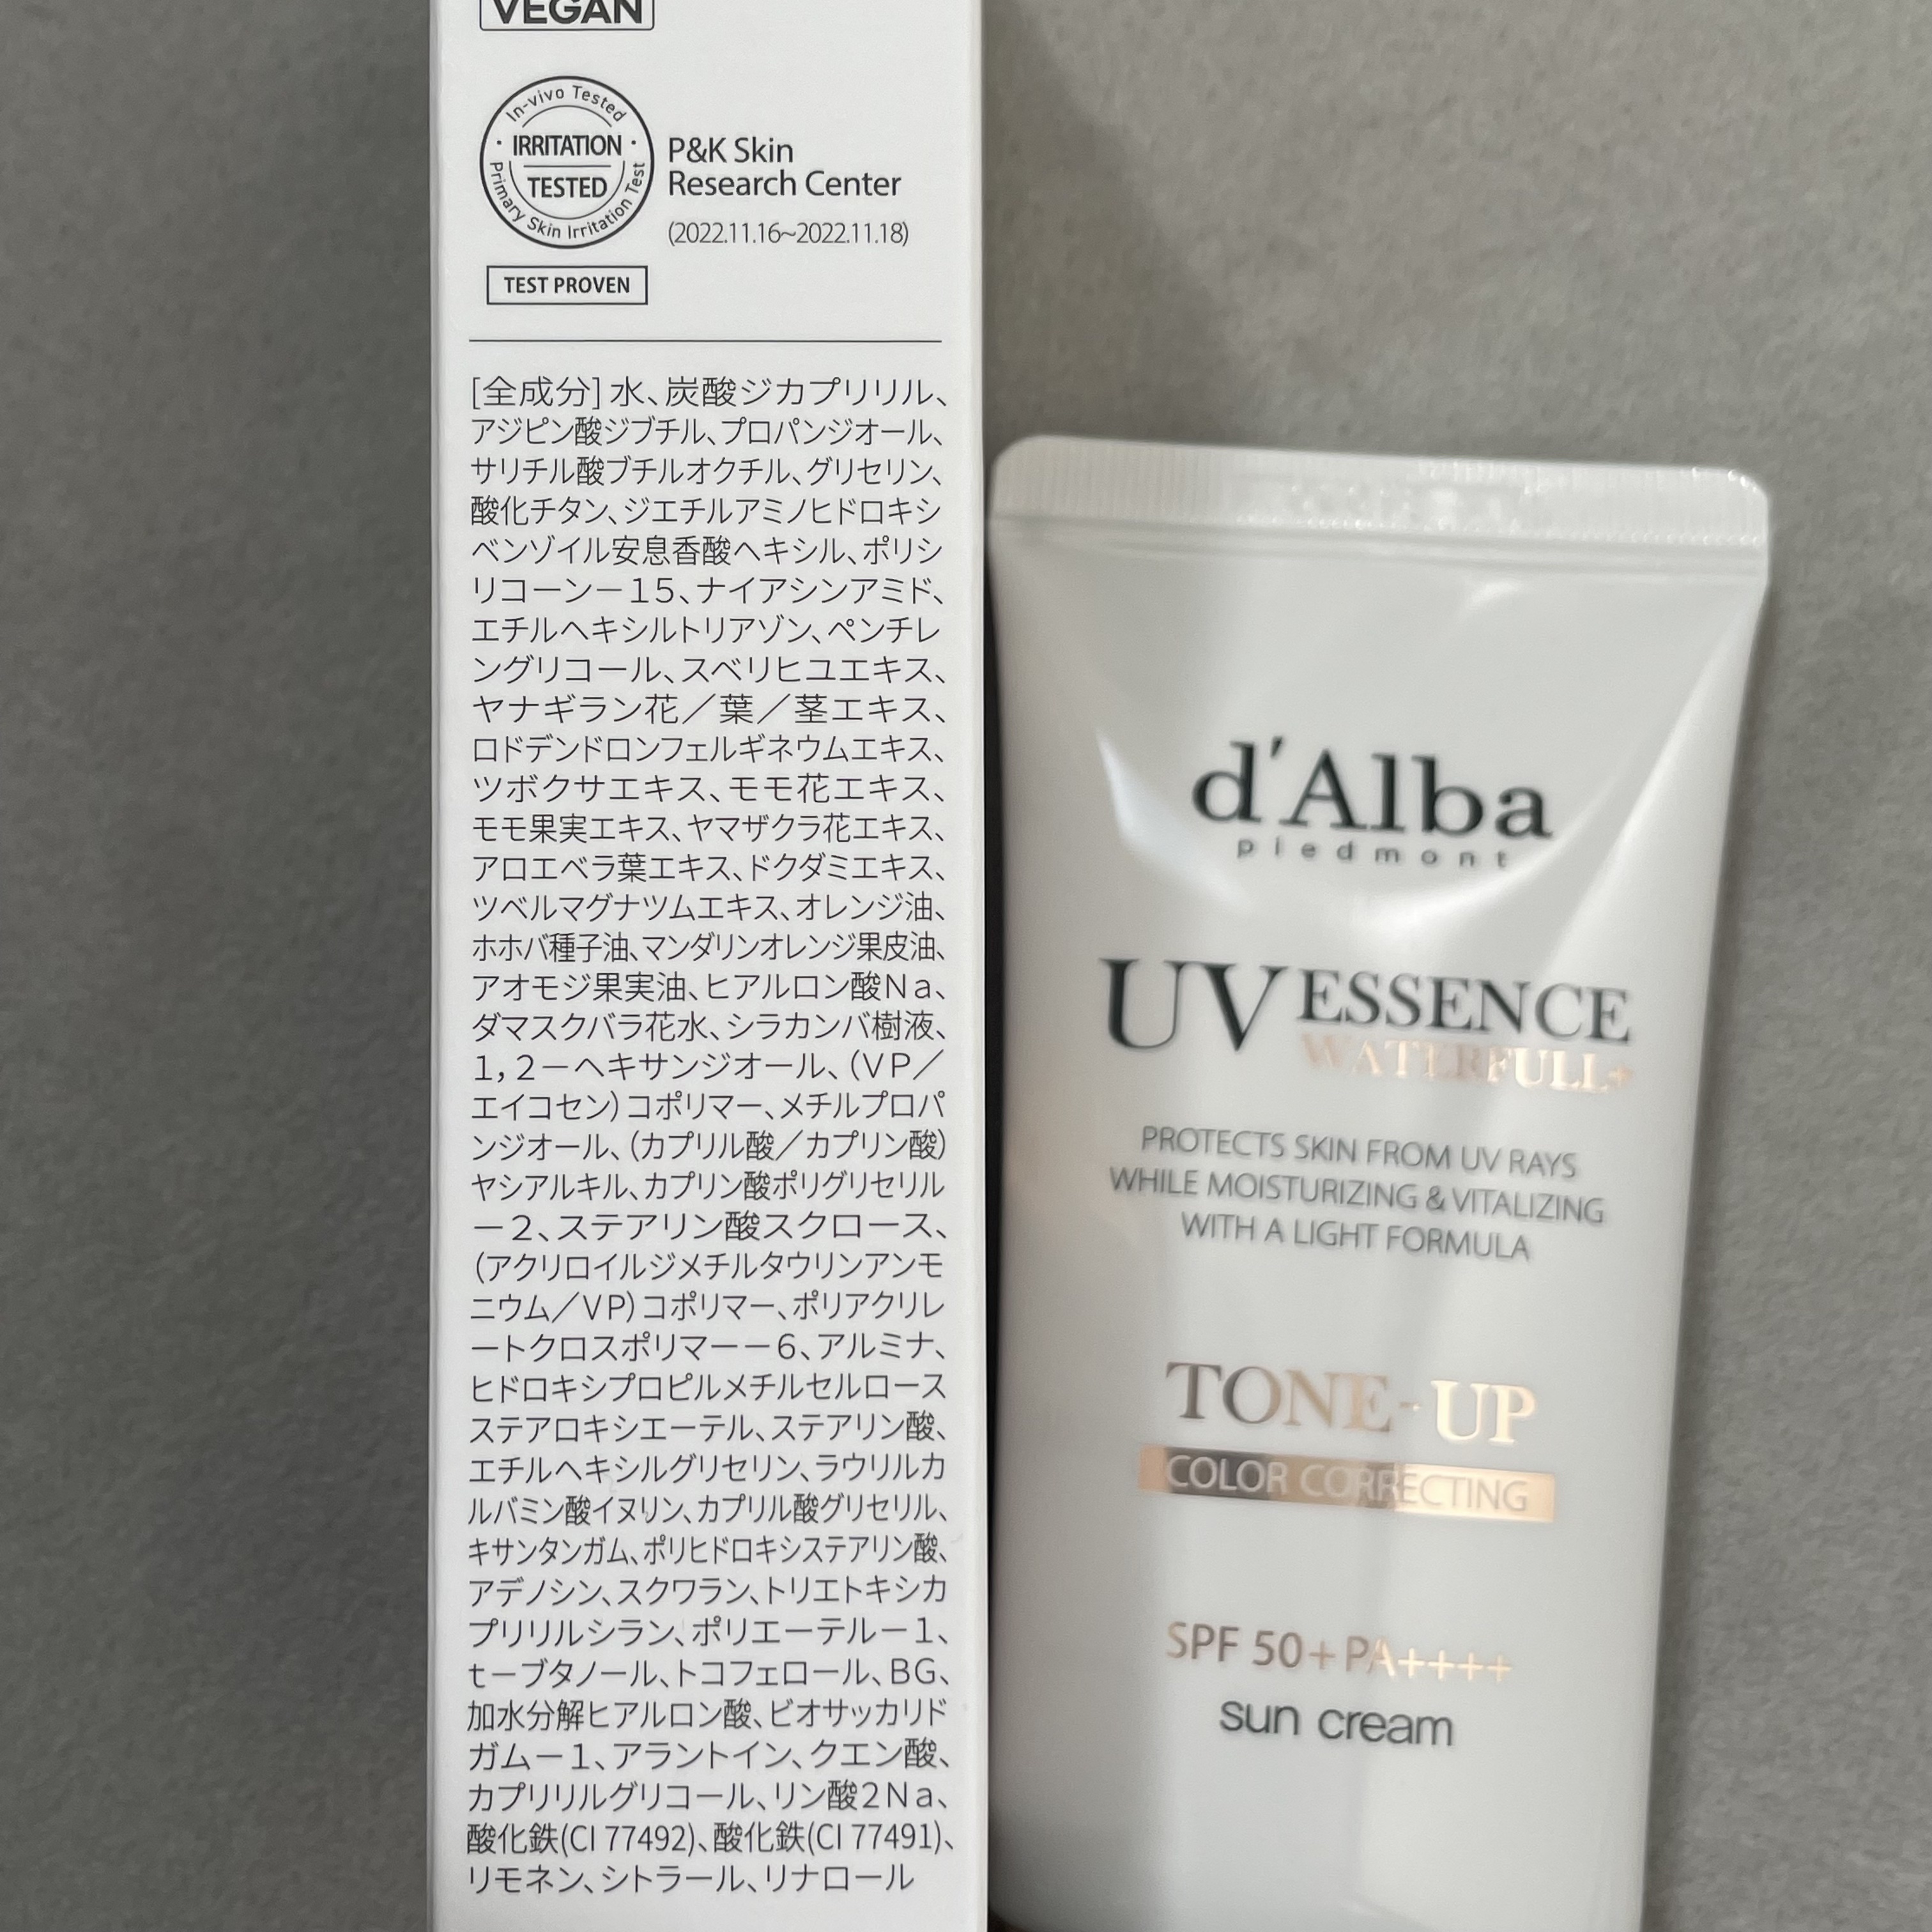 VEGAN
In-vivo Tested
IRRITATION
TESTED
Primary Skin Irritation Test
P&K Skin
Research Center
(2022.11.16~2022.11.18)
TEST PROVEN
[全成分] 水、炭酸ジカプリリル、
アジピン酸ジブチル、プロパンジオール、
サリチル酸ブチルオクチル、グリセリン、
酸化チタン、ジエチルアミノヒドロキシ
ベンゾイル安息香酸ヘキシル、ポリシ
リコーン－15、ナイアシンアミド、
エチルヘキシルトリアゾン、ペンチレ
ングリコール、スベリヒユエキス、
ヤナギラン花／葉／茎エキス、
ロドデンドロンフェルギネウムエキス、
ツボクサエキス、モモ花エキス、
モモ果実エキス、ヤマザクラ花エキス、
アロエベラ葉エキス、ドクダミエキス、
ツベルマグナツムエキス、オレンジ油、
ホホバ種子油、マンダリンオレンジ果皮油、
アオモジ果実油、ヒアルロン酸Ｎａ、
ダマスクバラ花水、シラカンバ樹液、
1，2－ヘキサンジオール、（ＶＰ／
エイコセン）コポリマー、メチルプロパ
ンジオール、（カプリル酸／カプリン酸）
ヤシアルキル、カプリン酸ポリグリセリル
－2、ステアリン酸スクロース、
（アクリロイルジメチルタウリンアンモ
ニウム／VP）コポリマー、ポリアクリレ
ートクロスポリマー－6、アルミナ、
ヒドロキシプロピルメチルセルロース
ステアロキシエーテル、ステアリン酸、
エチルヘキシルグリセリン、ラウリルカ
ルバミン酸イヌリン、カプリル酸グリセリル、
キサンタンガム、ポリヒドロキシステアリン酸、
アデノシン、スクワラン、トリエトキシカ
プリリルシラン、ポリエーテル－1、
t－ブタノール、トコフェロール、BG、
加水分解ヒアルロン酸、ビオサッカリド
ガム－1、アラントイン、クエン酸、
カプリリルグリコール、リン酸2Ｎａ、
酸化鉄(CI 77492)、酸化鉄(CI 77491)、
リモネン、シトラール、リナロール
d'Alba
piedmont
UV ESSENCE
WATERFULL+
PROTECTS SKIN FROM UV RAYS
WHILE MOISTURIZING & VITALIZING
WITH A LIGHT FORMULA
TONE-UP
COLOR CORRECTING
SPF 50+ PA++++
sun cream